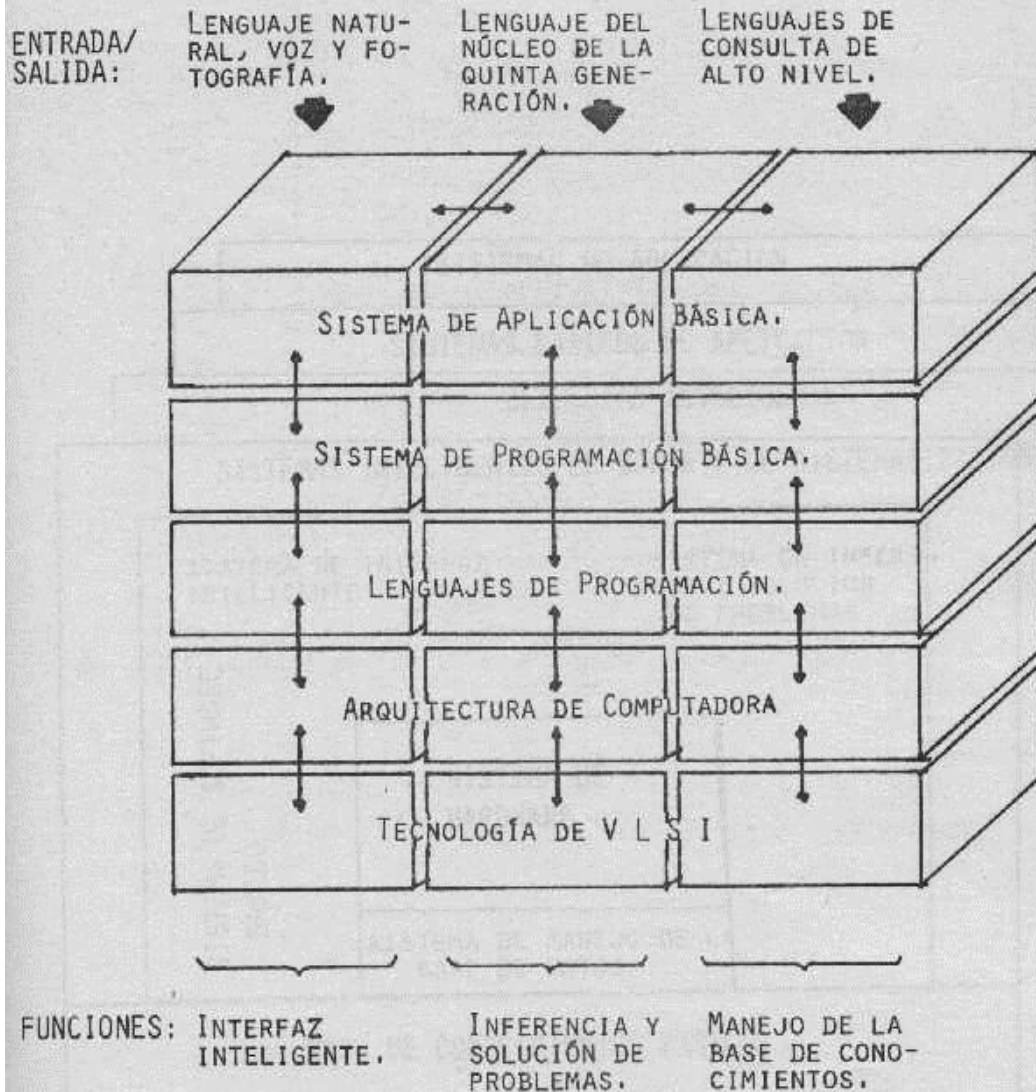 ENTRADA/
SALIDA:
LENGUAJE NATU-
RAL, VOZ Y FO-
TOGRAFÍA.
LENGUAJE DEL
NÚCLEO DE LA
QUINTA GENE-
RACIÓN.
LENGUAJES DE
CONSULTA DE
ALTO NIVEL.
SISTEMA DE APLICACIÓN BÁSICA.
SISTEMA DE PROGRAMACIÓN BÁSICA.
LENGUAJES DE PROGRAMACIÓN.
ARQUITECTURA DE COMPUTADORA
TECNOLOGÍA DE V L S I
FUNCIONES:
INTERFAZ
INTELIGENTE.
INFERENCIA Y
SOLUCIÓN DE
PROBLEMAS.
MANEJO DE LA
BASE DE CONO-
CIMIENTOS.